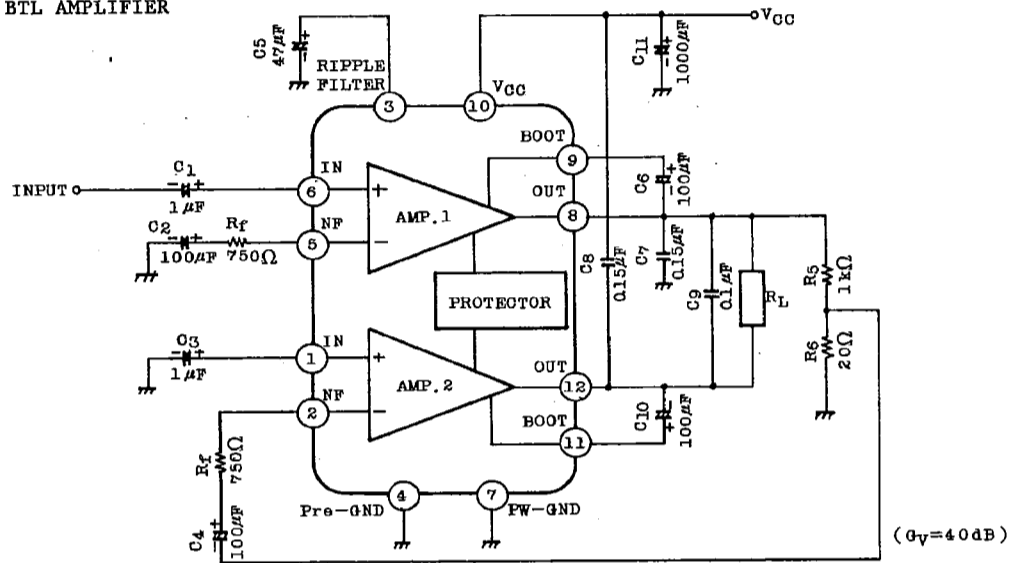 BTL AMPLIFIER
C5
47μF
RIPPLE
FILTER
3
10
VCC
C11
1000μF
VCC
BOOT
9
C6
100μF
INPUT
C1
1μF
IN
6
AMP.1
OUT
8
C2
100μF
Rf
750Ω
NF
5
C8
0.15μF
C7
0.15μF
C9
0.1μF
RL
R5
1kΩ
PROTECTOR
C3
1μF
IN
1
AMP.2
OUT
12
R6
20Ω
NF
2
C10
100μF
BOOT
11
Rf
750Ω
C4
100μF
Pre-GND
4
7
PW-GND
(GV=40dB)